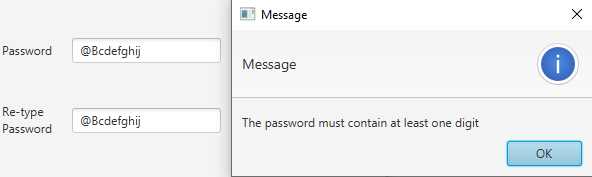 Message
Password
@Bcdefghij
Message
Re-type
Password
@Bcdefghij
The password must contain at least one digit
OK